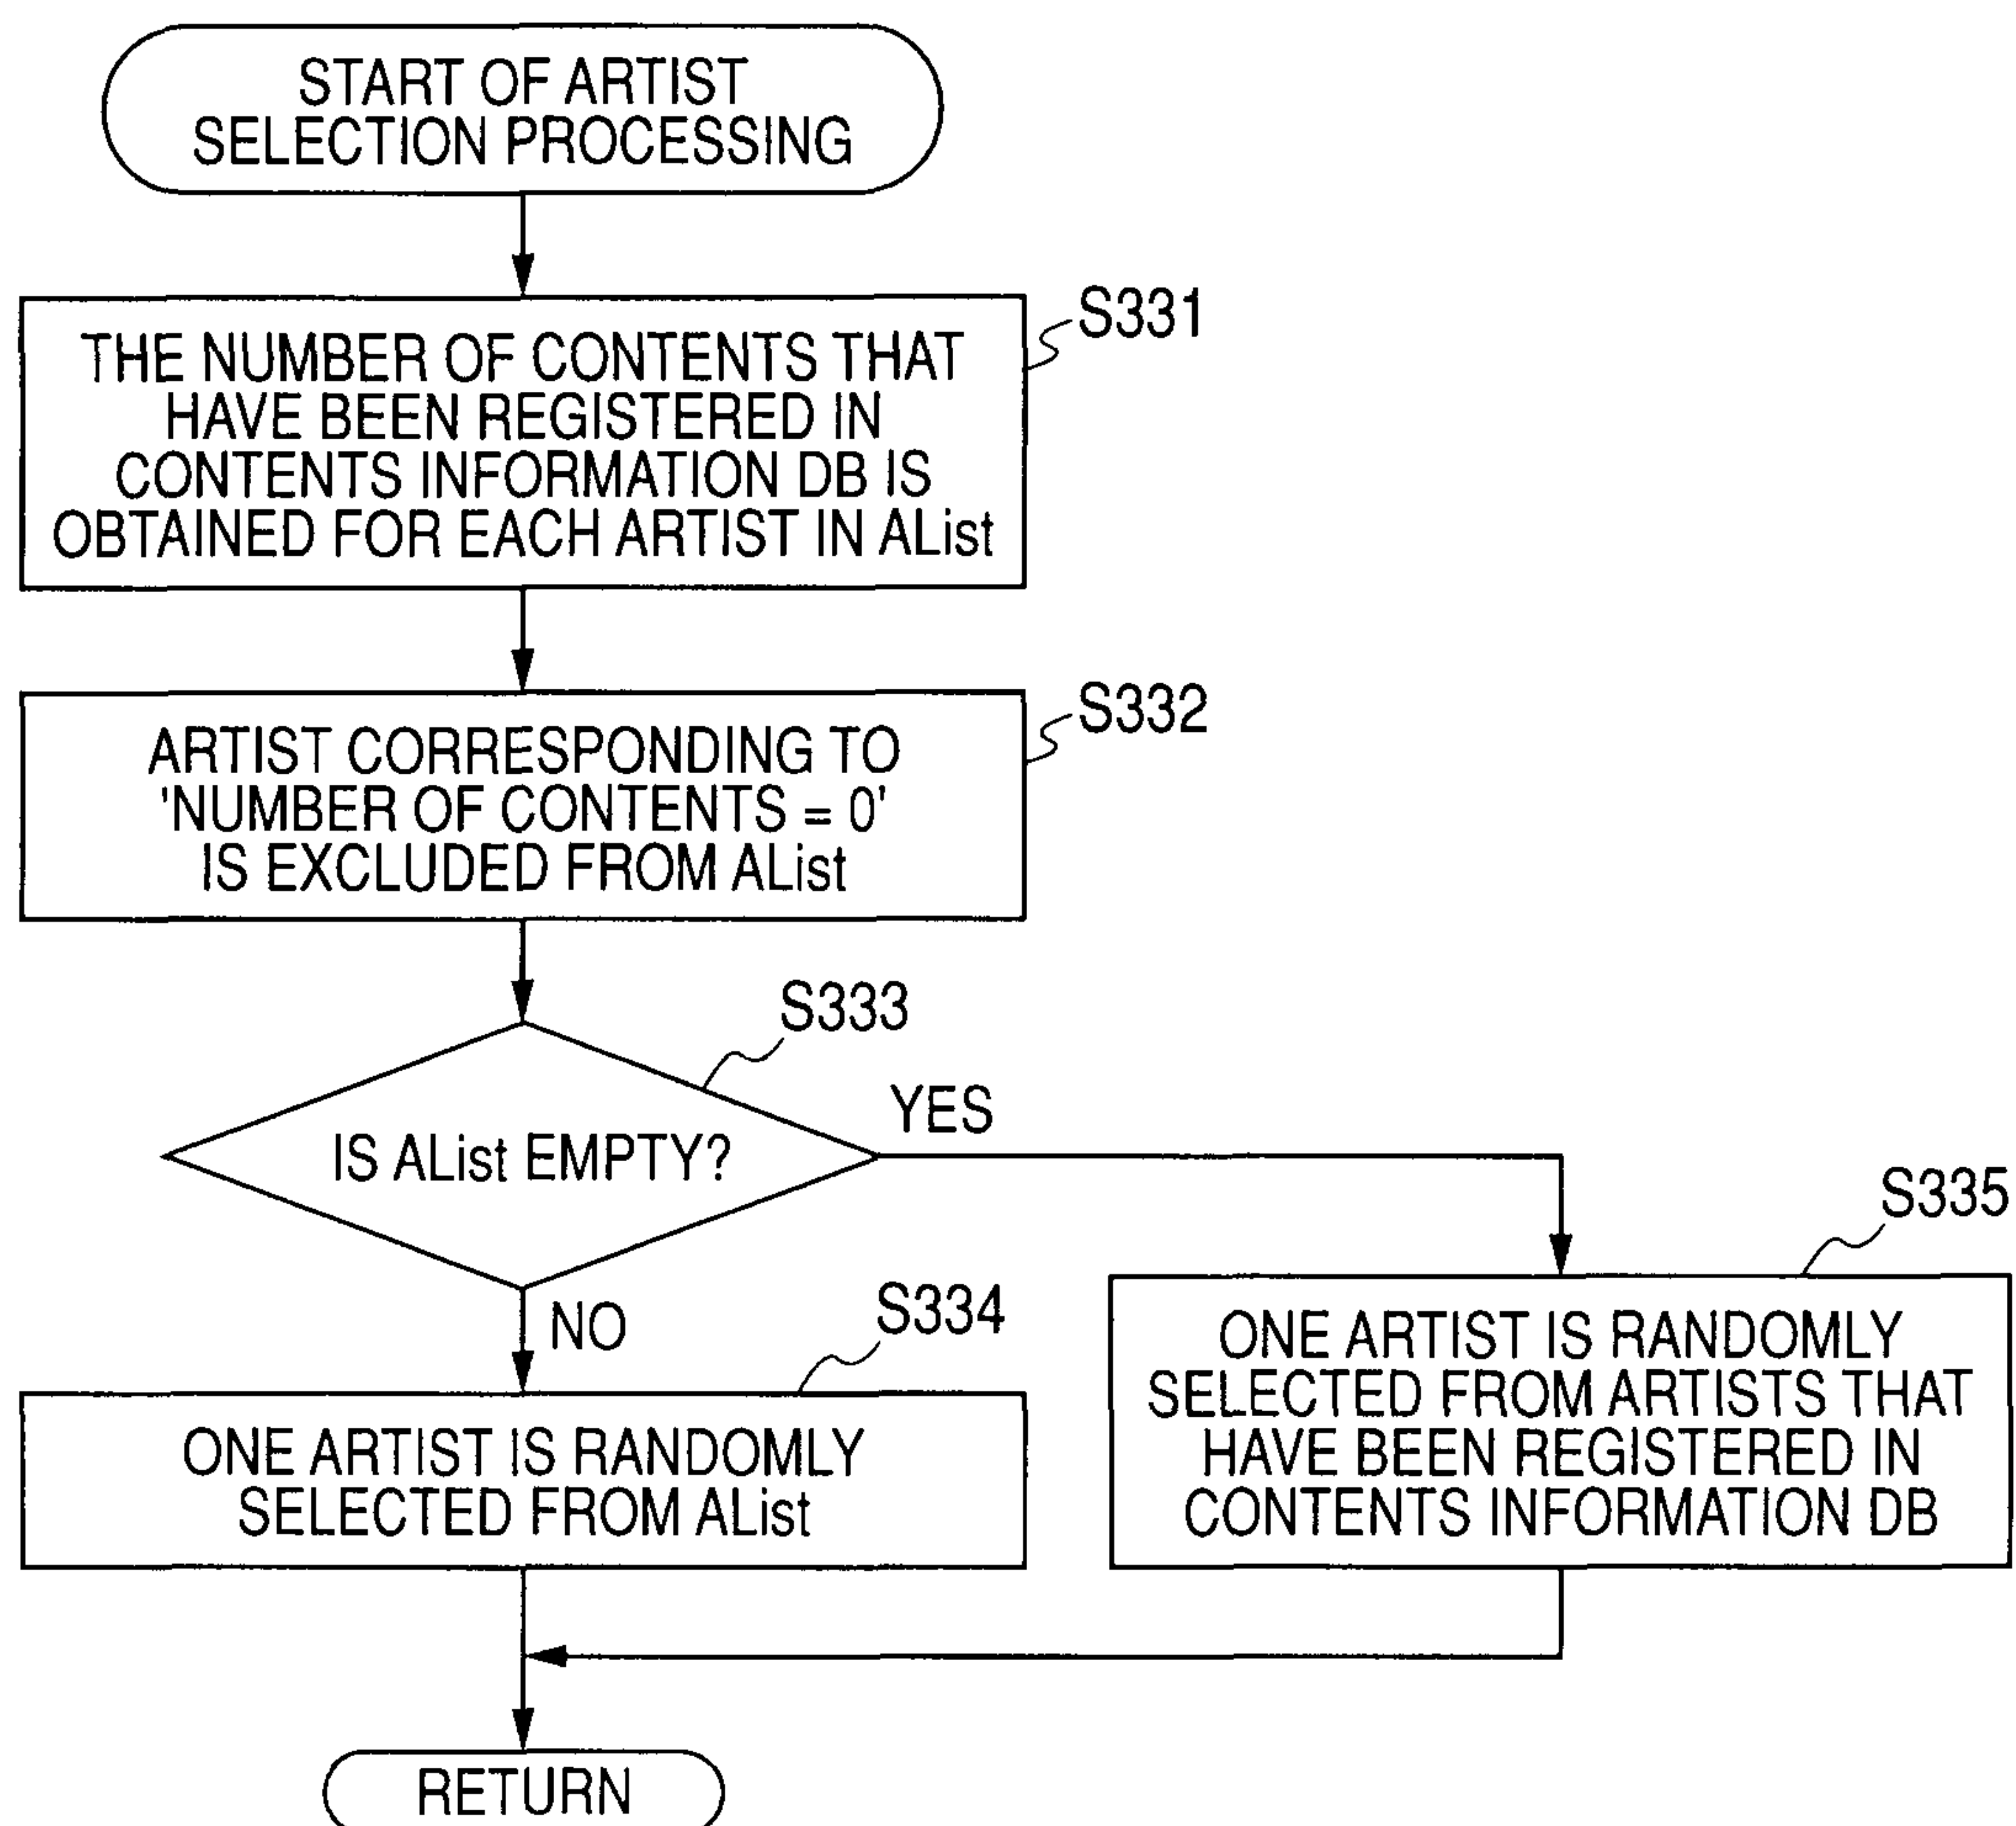 START OF ARTIST
SELECTION PROCESSING
S331
THE NUMBER OF CONTENTS THAT
HAVE BEEN REGISTERED IN
CONTENTS INFORMATION DB IS
OBTAINED FOR EACH ARTIST IN AList
S332
ARTIST CORRESPONDING TO
'NUMBER OF CONTENTS = 0'
IS EXCLUDED FROM AList
S333
IS AList EMPTY?
YES
NO
S334
ONE ARTIST IS RANDOMLY
SELECTED FROM AList
S335
ONE ARTIST IS RANDOMLY
SELECTED FROM ARTISTS THAT
HAVE BEEN REGISTERED IN
CONTENTS INFORMATION DB
RETURN